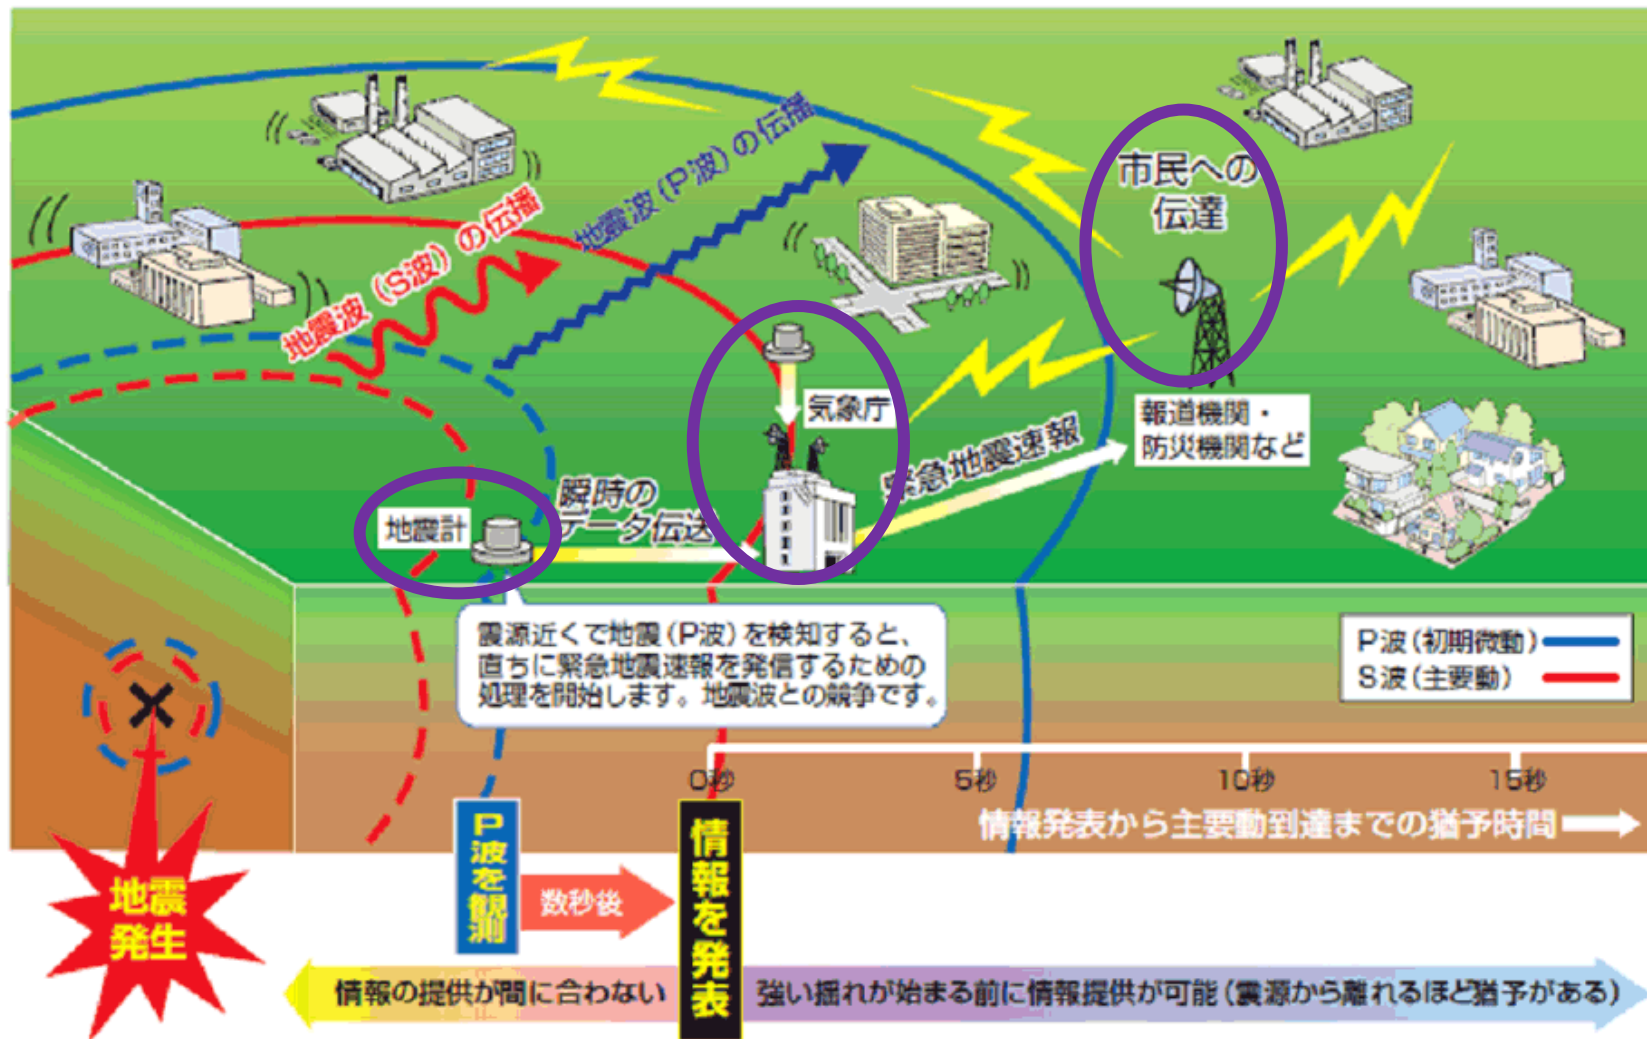 地震波(P波)の伝播
地震波(S波)の伝播
市民への
伝達
気象庁
報道機関・
防災機関など
緊急地震速報
瞬時の
データ伝送
地震計
震源近くで地震(P波)を検知すると、
直ちに緊急地震速報を発信するための
処理を開始します。地震波との競争です。
P波(初期微動)
S波(主要動)
0秒
5秒
10秒
15秒
情報発表から主要動到達までの猶予時間
地震
発生
P波を観測
数秒後
情報を発表
情報の提供が間に合わない
強い揺れが始まる前に情報提供が可能(震源から離れるほど猶予がある)